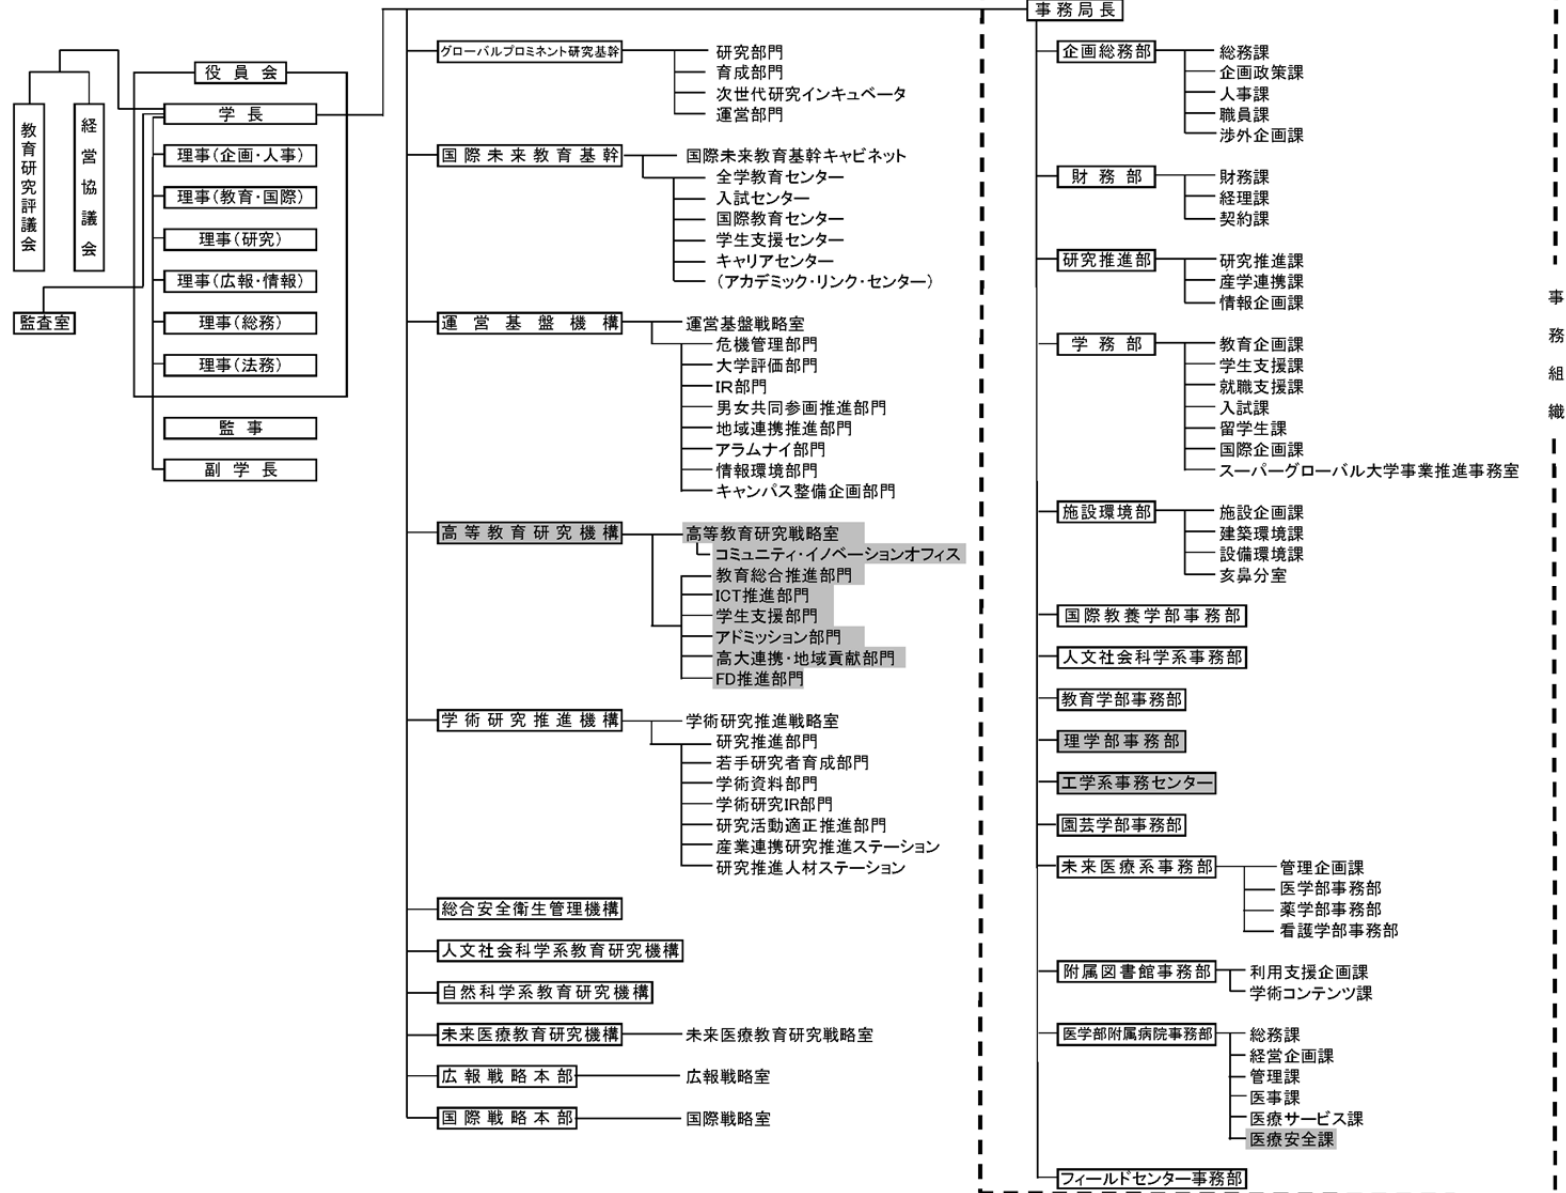 役員会
学長
理事(企画・人事)
理事(教育・国際)
理事(研究)
理事(広報・情報)
理事(総務)
理事(法務)
監事
副学長
教育研究評議会
経営協議会
監査室
グローバルプロミネント研究基幹
研究部門
育成部門
次世代研究インキュベータ
運営部門
国際未来教育基幹
国際未来教育基幹キャビネット
全学教育センター
入試センター
国際教育センター
学生支援センター
キャリアセンター
(アカデミック・リンク・センター)
運営基盤機構
運営基盤戦略室
危機管理部門
大学評価部門
IR部門
男女共同参画推進部門
地域連携推進部門
アラムナイ部門
情報環境部門
キャンパス整備企画部門
高等教育研究機構
高等教育研究戦略室
コミュニティ・イノベーションオフィス
教育総合推進部門
ICT推進部門
学生支援部門
アドミッション部門
高大連携・地域貢献部門
FD推進部門
学術研究推進機構
学術研究推進戦略室
研究推進部門
若手研究者育成部門
学術資料部門
学術研究IR部門
研究活動適正推進部門
産業連携研究推進ステーション
研究推進人材ステーション
総合安全衛生管理機構
人文社会科学系教育研究機構
自然科学系教育研究機構
未来医療教育研究機構
未来医療教育研究戦略室
広報戦略本部
広報戦略室
国際戦略本部
国際戦略室
事務局長
企画総務部
総務課
企画政策課
人事課
職員課
渉外企画課
財務部
財務課
経理課
契約課
研究推進部
研究推進課
産学連携課
情報企画課
学務部
教育企画課
学生支援課
就職支援課
入試課
留学生課
国際企画課
スーパーグローバル大学事業推進事務室
施設環境部
施設企画課
建築環境課
設備環境課
亥鼻分室
国際教養学部事務部
人文社会科学系事務部
教育学部事務部
理学部事務部
工学系事務センター
園芸学部事務部
未来医療系事務部
管理企画課
医学部事務部
薬学部事務部
看護学部事務部
附属図書館事務部
利用支援企画課
学術コンテンツ課
医学部附属病院事務部
総務課
経営企画課
管理課
医事課
医療サービス課
医療安全課
フィールドセンター事務部
事務組織